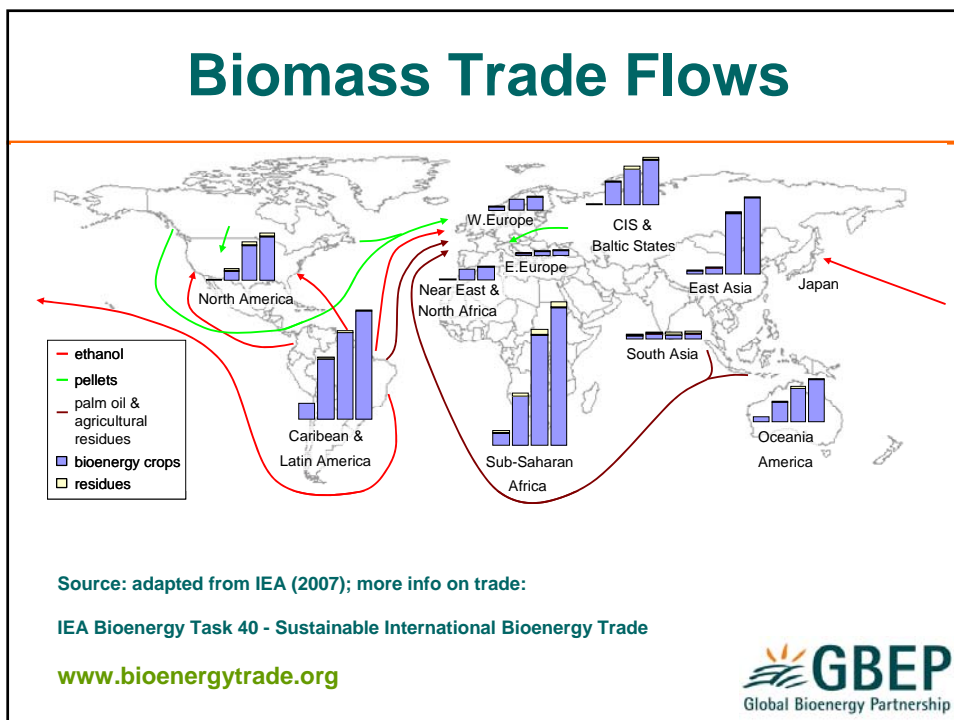 Biomass Trade Flows
W.Europe
CIS &
Baltic States
E.Europe
North America
Near East &
North Africa
East Asia
Japan
South Asia
ethanol
pellets
palm oil &
agricultural
residues
bioenergy crops
residues
Caribean &
Latin America
Sub-Saharan
Africa
Oceania
America
Source: adapted from IEA (2007); more info on trade:
IEA Bioenergy Task 40 - Sustainable International Bioenergy Trade
www.bioenergytrade.org
GBEP
Global Bioenergy Partnership